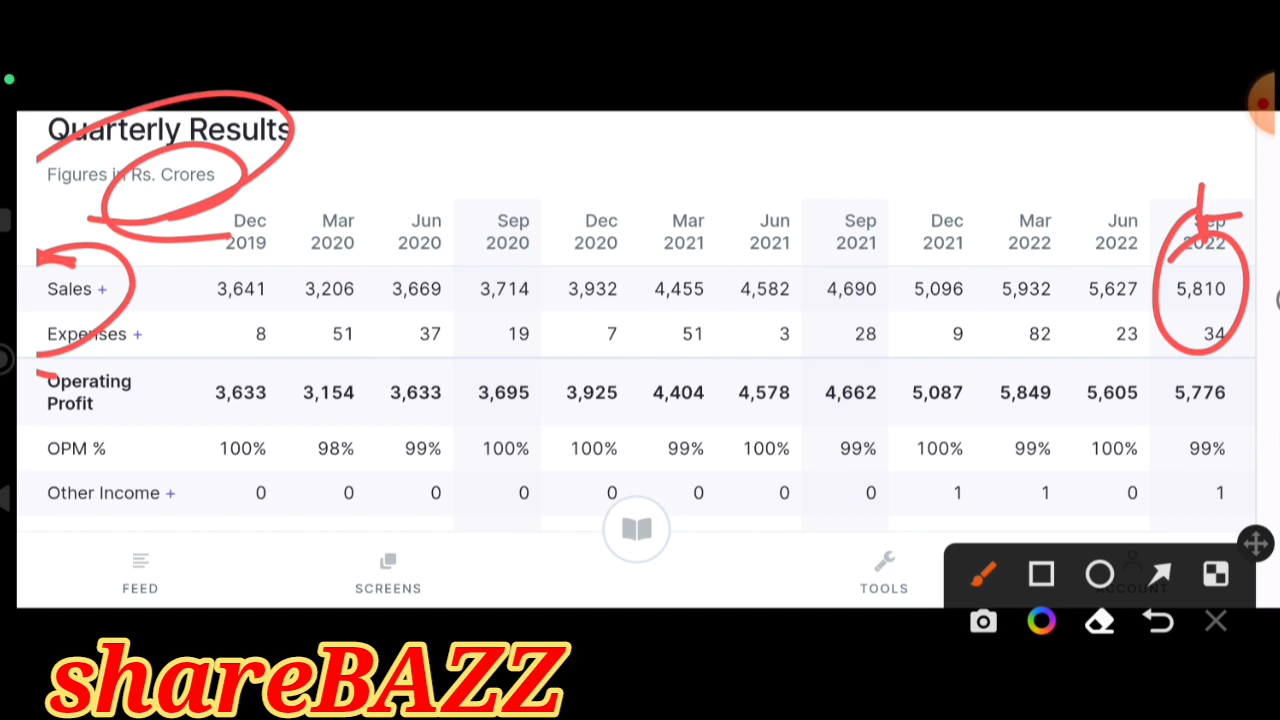 Quarterly Results
Figures in Rs. Crores
Dec Mar Jun Sep Dec Mar Jun Sep Dec Mar Jun Sep
2019 2020 2020 2020 2020 2021 2021 2021 2021 2022 2022 2022
Sales + 3,641 3,206 3,669 3,714 3,932 4,455 4,582 4,690 5,096 5,932 5,627 5,810
Expenses + 8 51 37 19 7 51 3 28 9 82 23 34
Operating
Profit 3,633 3,154 3,633 3,695 3,925 4,404 4,578 4,662 5,087 5,849 5,605 5,776
OPM % 100% 98% 99% 100% 100% 99% 100% 99% 100% 99% 100% 99%
Other Income + 0 0 0 0 0 0 0 0 1 1 0 1
FEED SCREENS TOOLS ACCOUNT
shareBAZZ